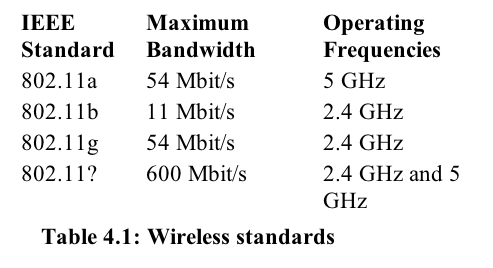 IEEE Standard Maximum Bandwidth Operating Frequencies
802.11a 54 Mbit/s 5 GHz
802.11b 11 Mbit/s 2.4 GHz
802.11g 54 Mbit/s 2.4 GHz
802.11? 600 Mbit/s 2.4 GHz and 5 GHz
Table 4.1: Wireless standards